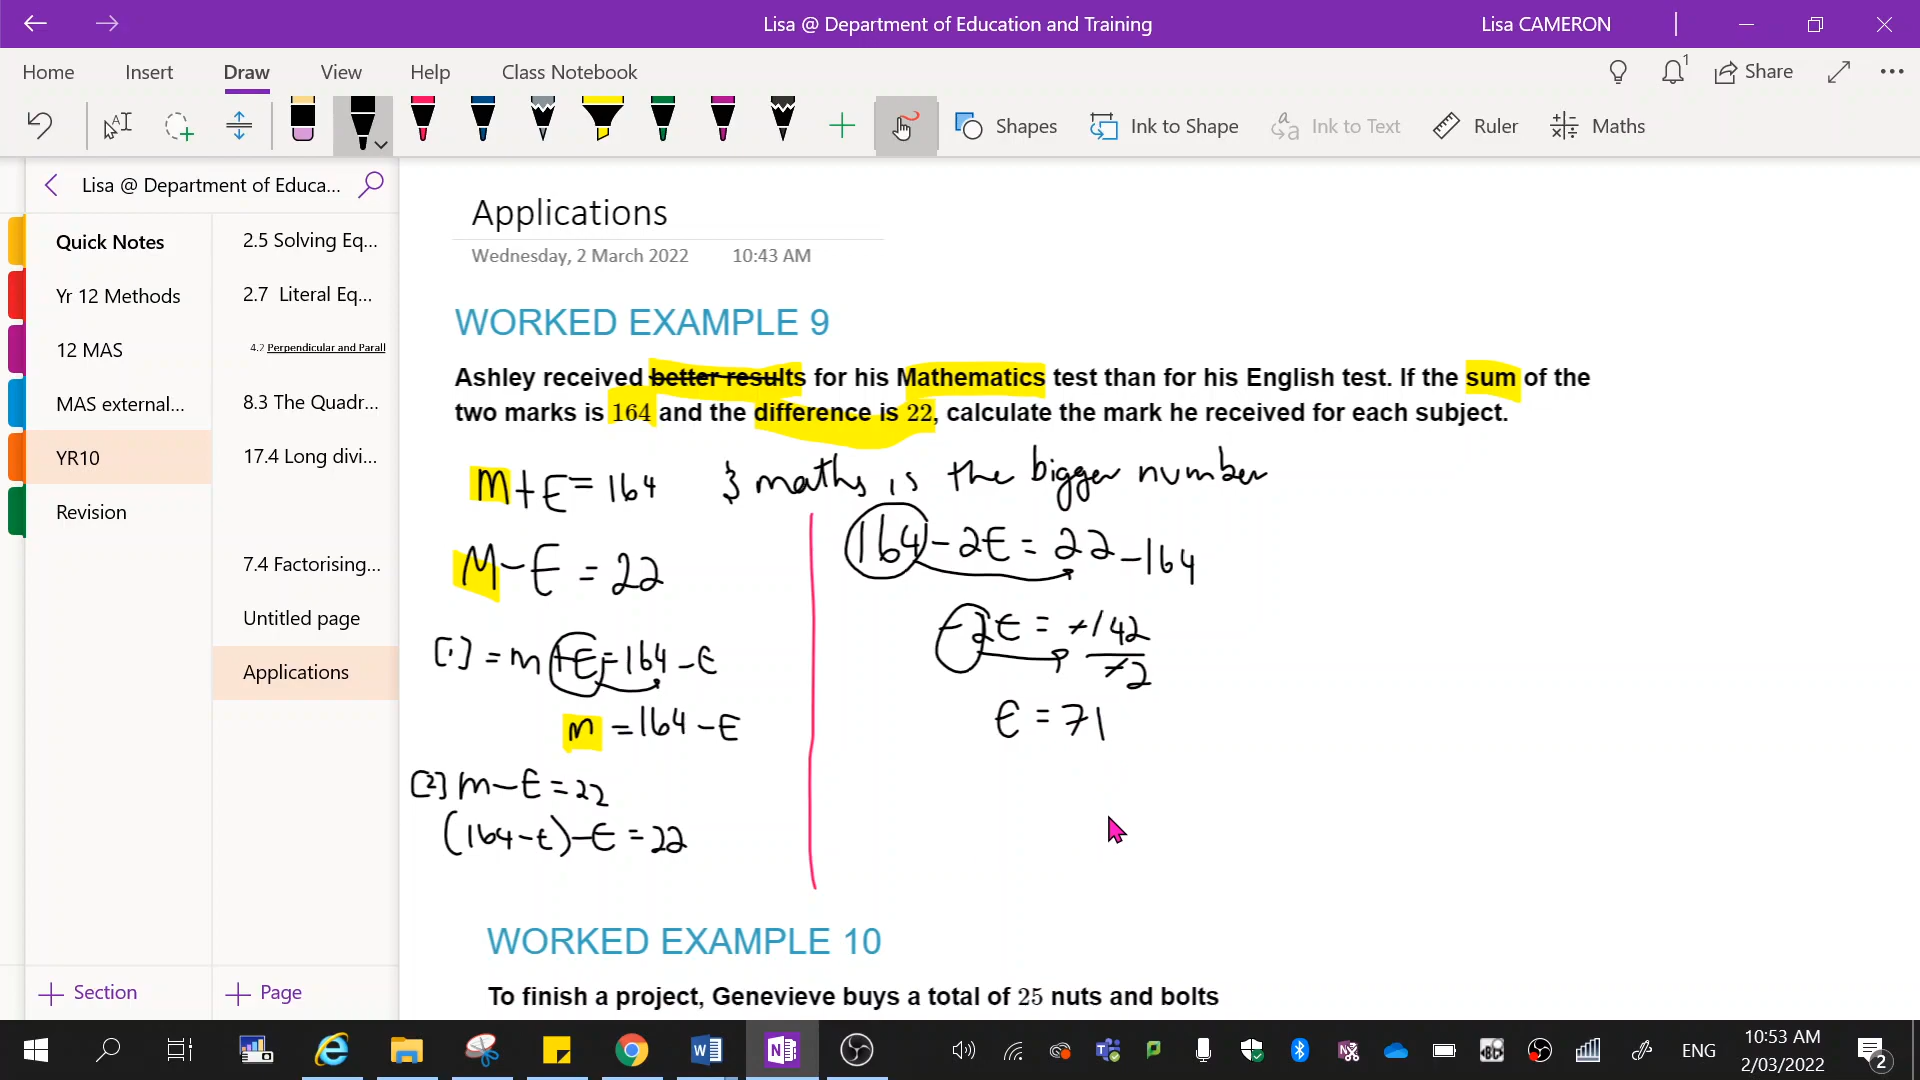 Lisa @ Department of Education and Training
Lisa CAMERON
Home Insert Draw View Help Class Notebook
1 Share
Shapes Ink to Shape Ink to Text Ruler Maths
Lisa @ Department of Educa...
Quick Notes
Yr 12 Methods
12 MAS
MAS external...
YR10
Revision
2.5 Solving Eq...
2.7 Literal Eq...
4.2 Perpendicular and Parall
8.3 The Quadr...
17.4 Long divi...
7.4 Factorising...
Untitled page
Applications
Section
Page
Applications
Wednesday, 2 March 2022 10:43 AM
WORKED EXAMPLE 9
Ashley received better results for his Mathematics test than for his English test. If the sum of the
two marks is 164 and the difference is 22, calculate the mark he received for each subject.
M+E=164 & maths is the bigger number
M-E=22
[1] = m+E=164-E
m=164-E
[2] m-E=22
(164-E)-E=22
164-2E=22-164
-2E = -142
-2
E=71
WORKED EXAMPLE 10
To finish a project, Genevieve buys a total of 25 nuts and bolts
ENG
10:53 AM
2/03/2022
2